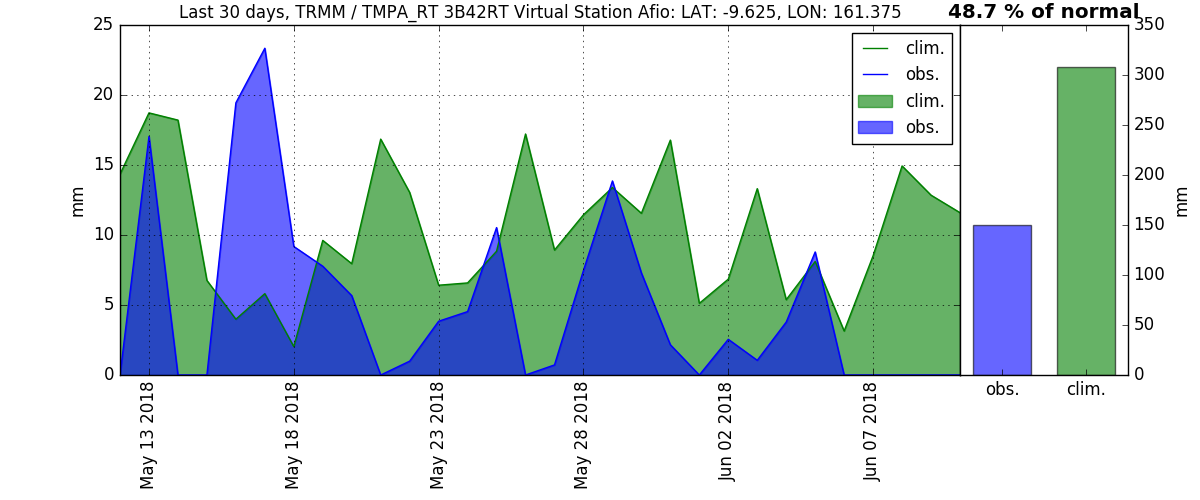 Last 30 days, TRMM / TMPA_RT 3B42RT Virtual Station Afio: LAT: -9.625, LON: 161.375
48.7 % of normal
25
20
15
10
5
0
mm
clim.
obs.
clim.
obs.
350
300
250
200
150
100
50
0
mm
May 13 2018
May 18 2018
May 23 2018
May 28 2018
Jun 02 2018
Jun 07 2018
obs.
clim.